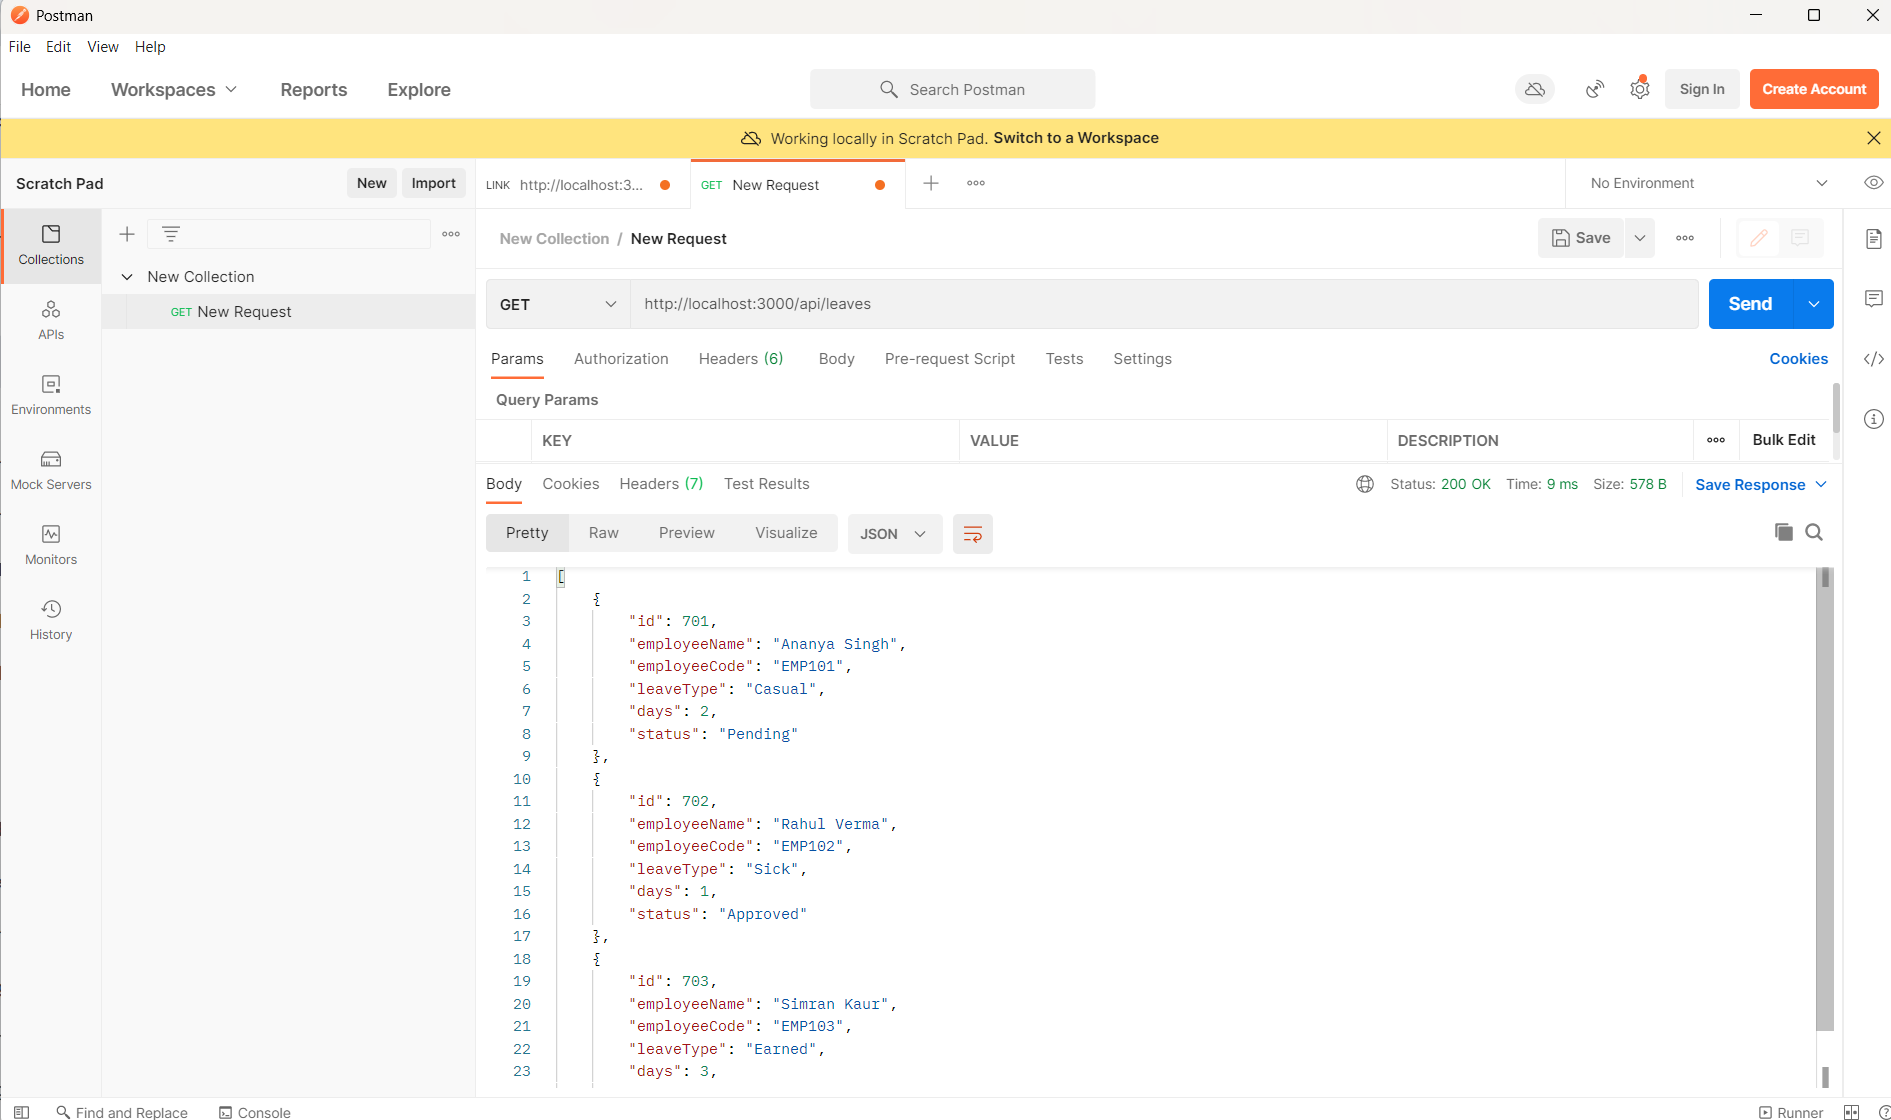 Postman
File Edit View Help
Home Workspaces Reports Explore Search Postman Sign In Create Account
Working locally in Scratch Pad. Switch to a Workspace
Scratch Pad New Import LINK http://localhost:3... GET New Request No Environment
Collections
New Collection / New Request Save
New Collection
GET New Request
GET http://localhost:3000/api/leaves Send
APIs
Params Authorization Headers (6) Body Pre-request Script Tests Settings Cookies
Environments
Query Params
KEY VALUE DESCRIPTION Bulk Edit
Mock Servers
Body Cookies Headers (7) Test Results Status: 200 OK Time: 9 ms Size: 578 B Save Response
Pretty Raw Preview Visualize JSON
Monitors
History
1 [
2 {
3 "id": 701,
4 "employeeName": "Ananya Singh",
5 "employeeCode": "EMP101",
6 "leaveType": "Casual",
7 "days": 2,
8 "status": "Pending"
9 },
10 {
11 "id": 702,
12 "employeeName": "Rahul Verma",
13 "employeeCode": "EMP102",
14 "leaveType": "Sick",
15 "days": 1,
16 "status": "Approved"
17 },
18 {
19 "id": 703,
20 "employeeName": "Simran Kaur",
21 "employeeCode": "EMP103",
22 "leaveType": "Earned",
23 "days": 3,
Find and Replace Console Runner